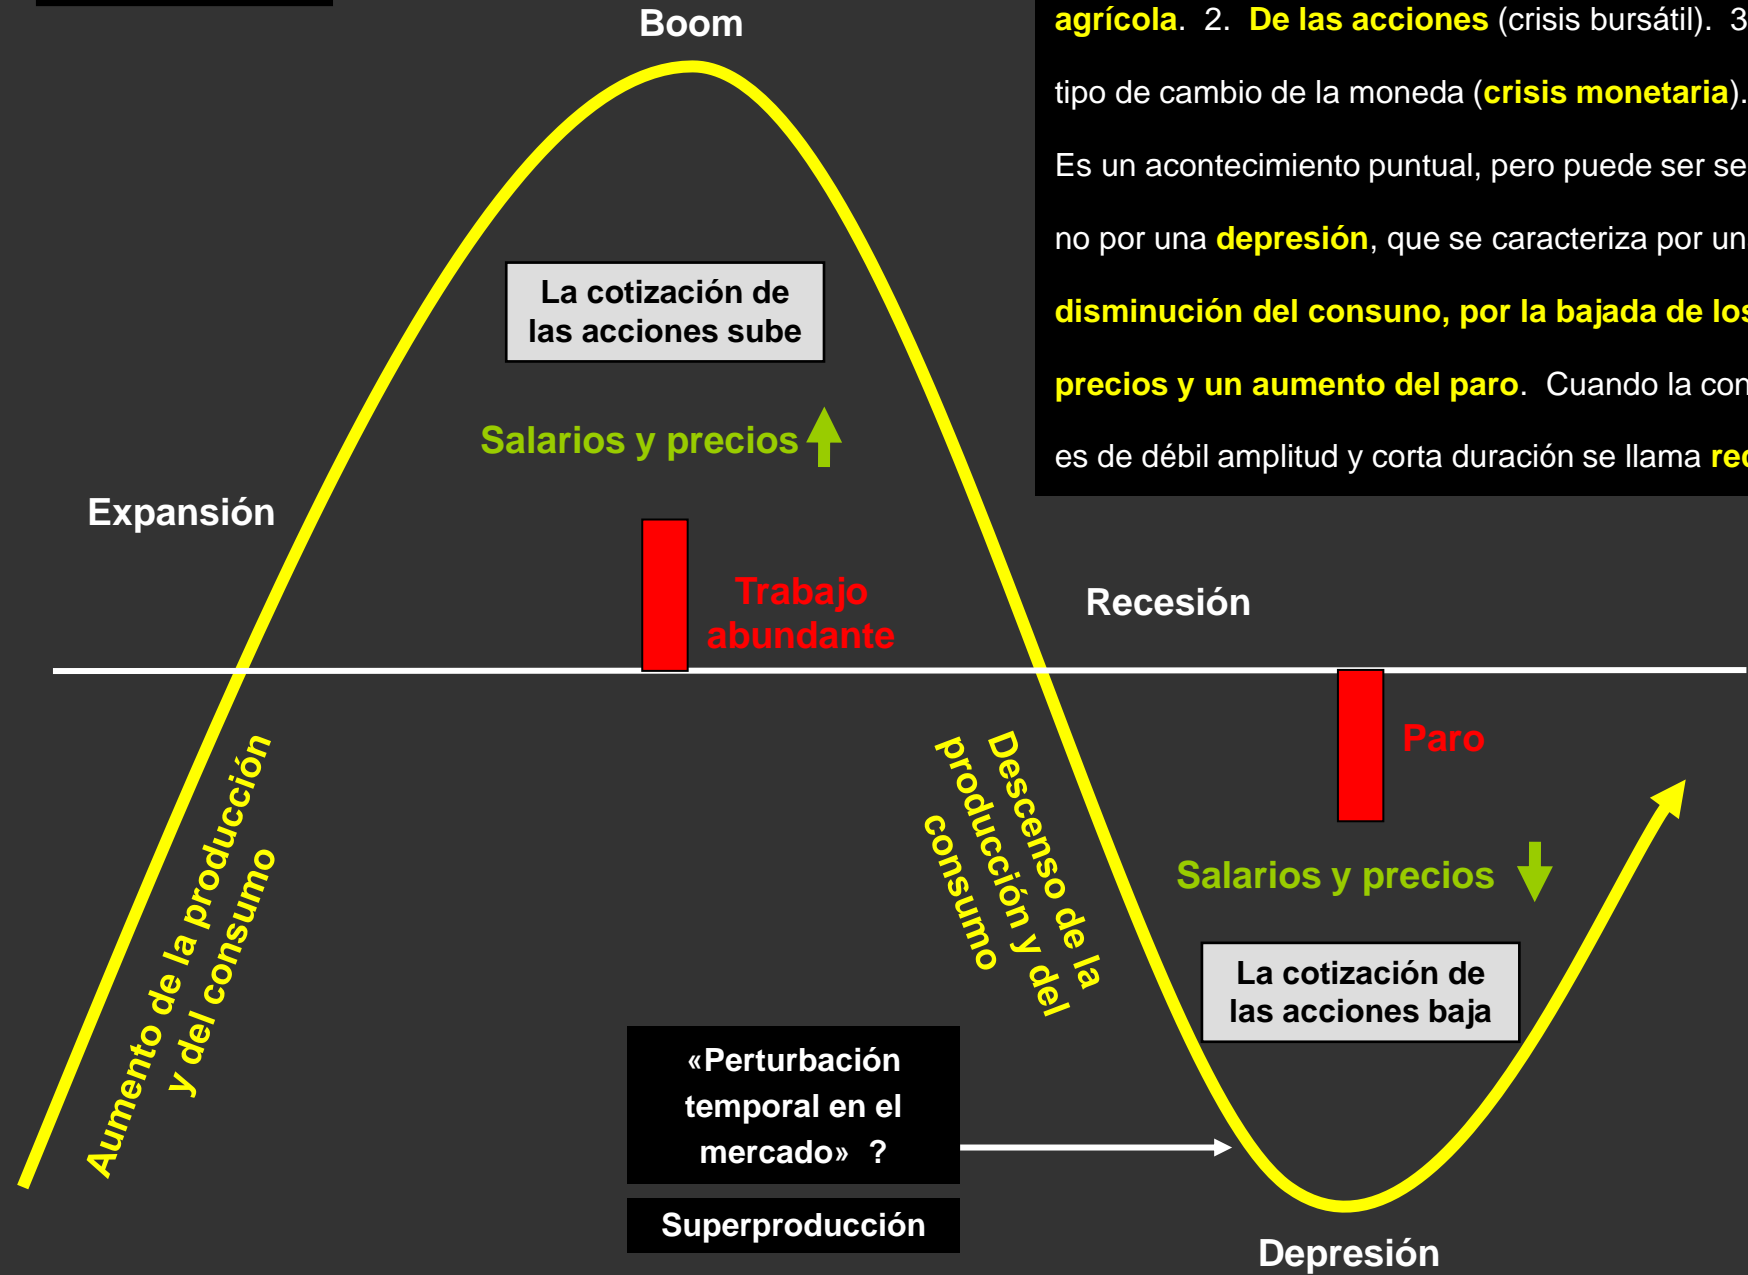 Boom
agrícola. 2. De las acciones (crisis bursátil). 3
tipo de cambio de la moneda (crisis monetaria).
Es un acontecimiento puntual, pero puede ser se
no por una depresión, que se caracteriza por un
disminución del consuno, por la bajada de los
precios y un aumento del paro. Cuando la con
es de débil amplitud y corta duración se llama rec
La cotización de
las acciones sube
Salarios y precios
Expansión
Trabajo
abundante
Recesión
Paro
Aumento de la producción
y del consumo
Descenso de la
producción y del
consumo
Salarios y precios
La cotización de
las acciones baja
«Perturbación
temporal en el
mercado» ?
Superproducción
Depresión